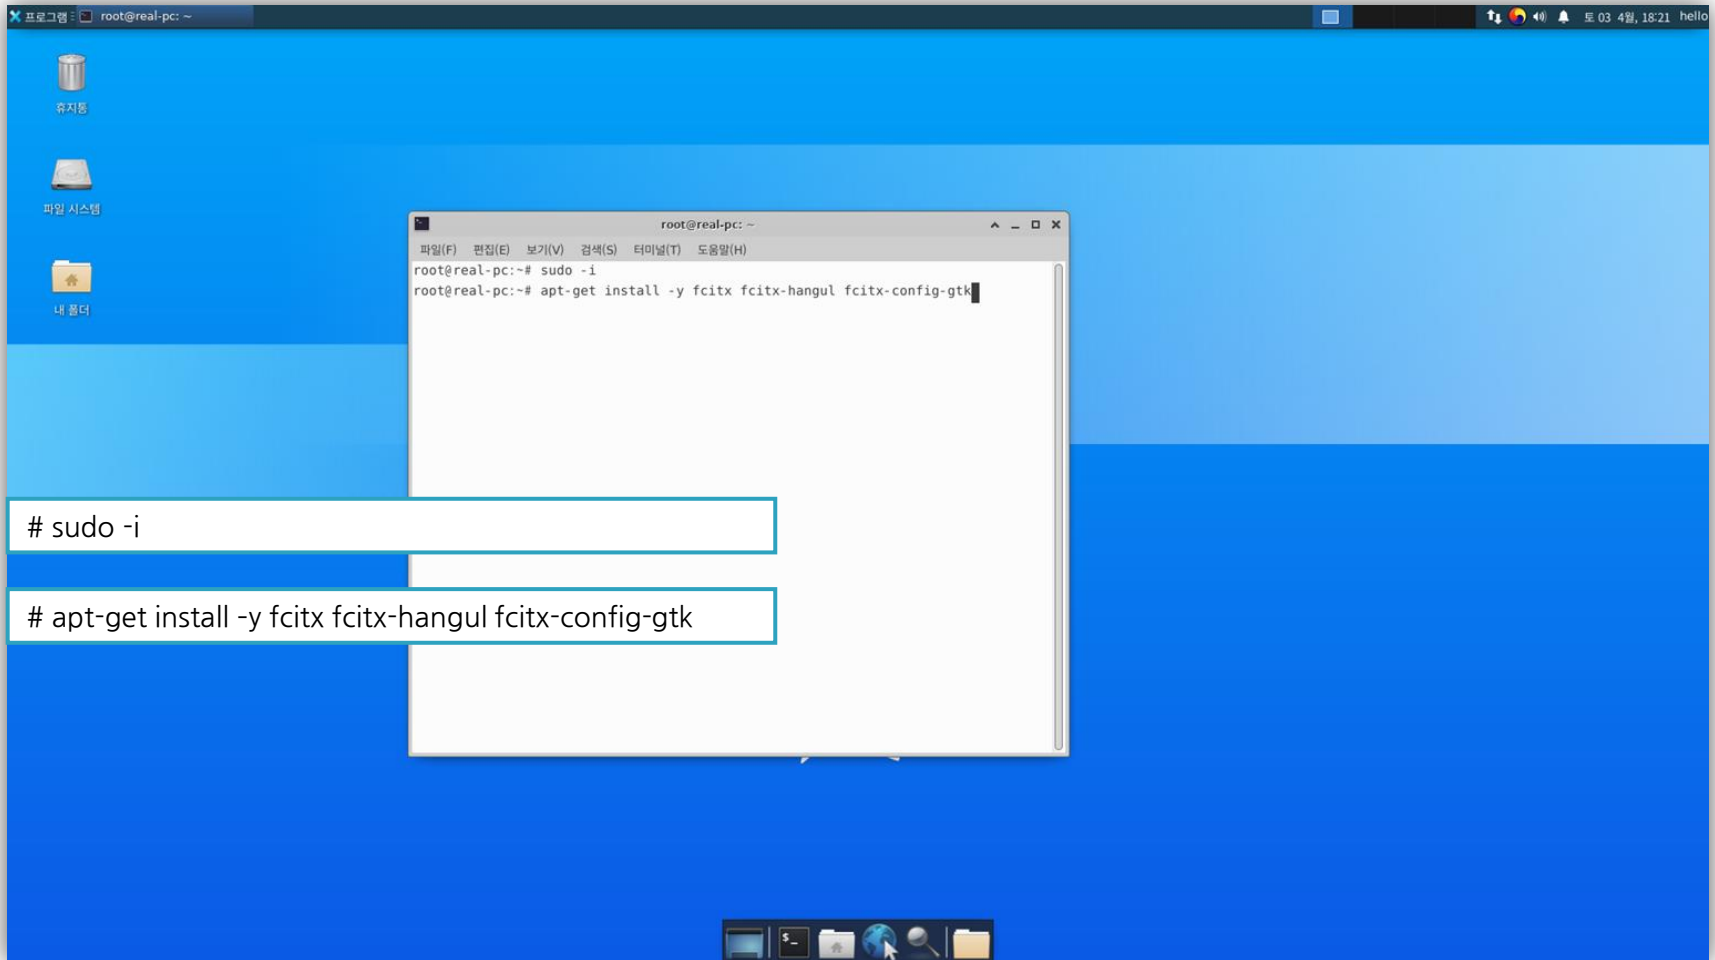 프로그램 root@real-pc: ~ 토 03 4월, 18:21 hello
휴지통
파일 시스템
내 폴더
root@real-pc: ~
파일(F) 편집(E) 보기(V) 검색(S) 터미널(T) 도움말(H)
root@real-pc:~# sudo -i
root@real-pc:~# apt-get install -y fcitx fcitx-hangul fcitx-config-gtk
# sudo -i
# apt-get install -y fcitx fcitx-hangul fcitx-config-gtk
$_